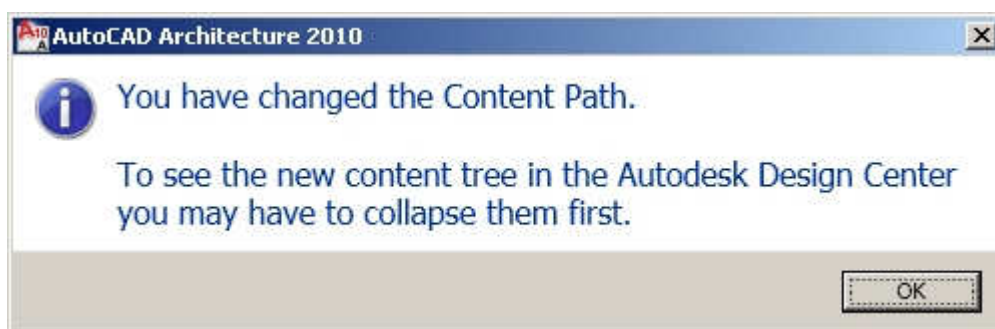 AutoCAD Architecture 2010
You have changed the Content Path.
To see the new content tree in the Autodesk Design Center
you may have to collapse them first.
OK